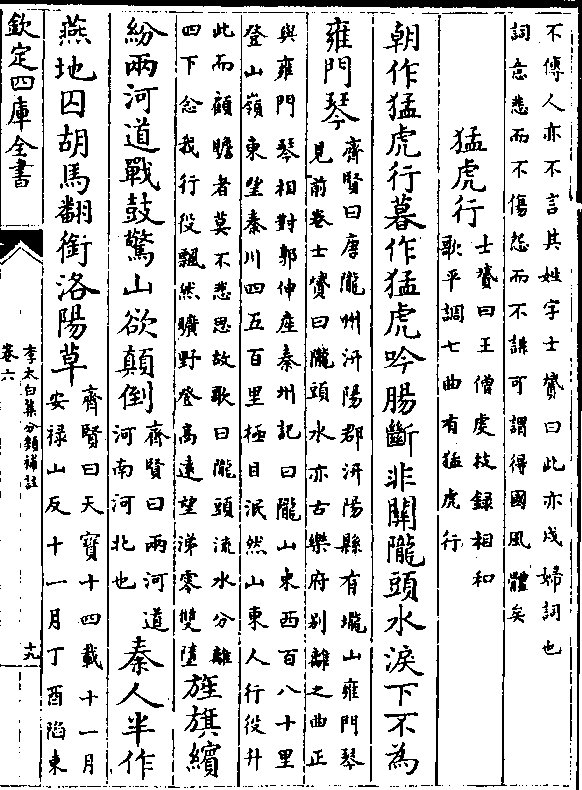 不傳人亦不言其姓字士贇曰此亦戍婦詞也
詞意悲而不傷怨而不誹可謂得國風體矣
猛虎行
士贇曰王僧虔技録相和
歌平調七曲有猛虎行
朝作猛虎行暮作猛虎吟腸斷非關隴頭水淚下不為
雍門琴
齊賢曰唐隴州汧陽郡汧陽縣有隴山雍門琴
見前卷士贇曰隴頭水亦古樂府别離之曲正
與雍門琴相對郭仲産秦州記曰隴山東西百八十里
登山嶺東望秦川四五百里極目泯然山東人行役升
此而顧瞻者莫不悲思故歌曰隴頭流水分離
四下念我行役飄然曠野登高逺望涕零雙墮
旌旗繽
紛兩河道戰鼓驚山欲顛倒
齊賢曰兩河道
河南河北也
秦人半作
燕地囚胡馬翻銜洛陽草
齊賢曰天寶十四載十一月
安禄山反十一月丁酉陷東
欽定四庫全書
李太白集分類補註
卷六
十九